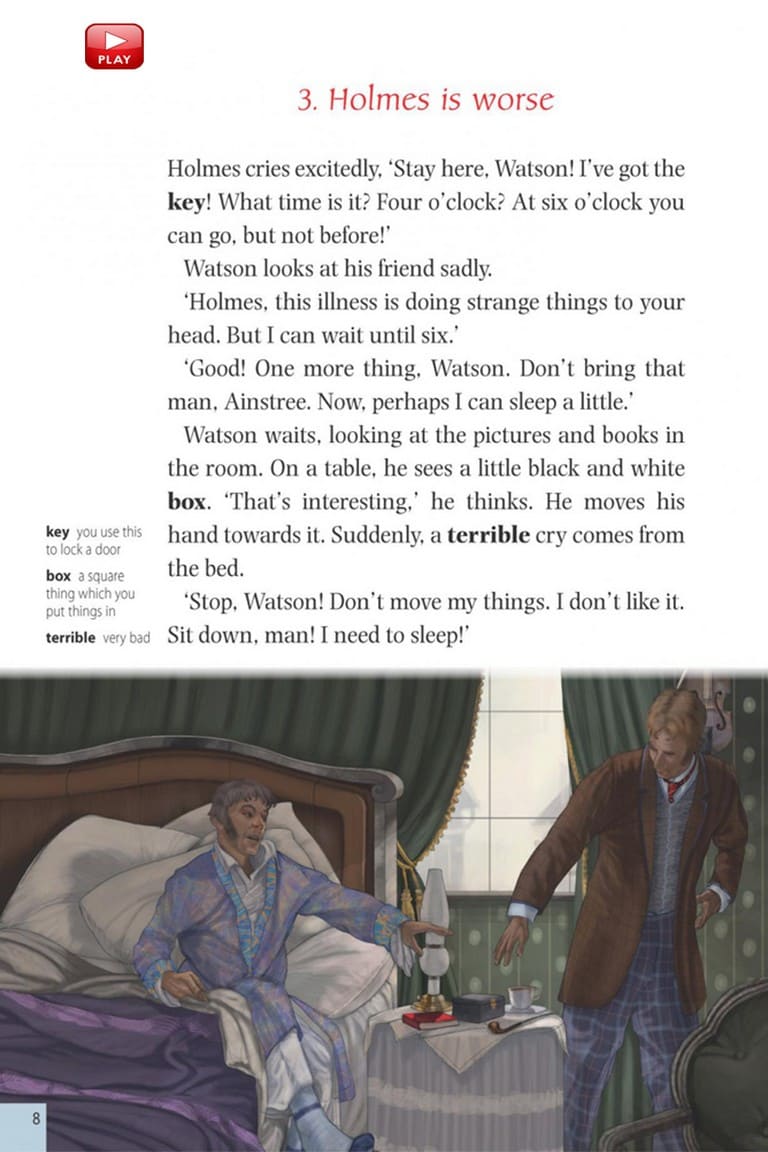 PLAY
3. Holmes is worse
Holmes cries excitedly, ‘Stay here, Watson! I’ve got the
key! What time is it? Four o’clock? At six o’clock you
can go, but not before!’
Watson looks at his friend sadly.
‘Holmes, this illness is doing strange things to your
head. But I can wait until six.’
‘Good! One more thing, Watson. Don’t bring that
man, Ainstree. Now, perhaps I can sleep a little.’
Watson waits, looking at the pictures and books in
the room. On a table, he sees a little black and white
box. ‘That’s interesting,’ he thinks. He moves his
hand towards it. Suddenly, a terrible cry comes from
the bed.
‘Stop, Watson! Don’t move my things. I don’t like it.
Sit down, man! I need to sleep!’
key you use this
to lock a door
box a square
thing which you
put things in
terrible very bad
8